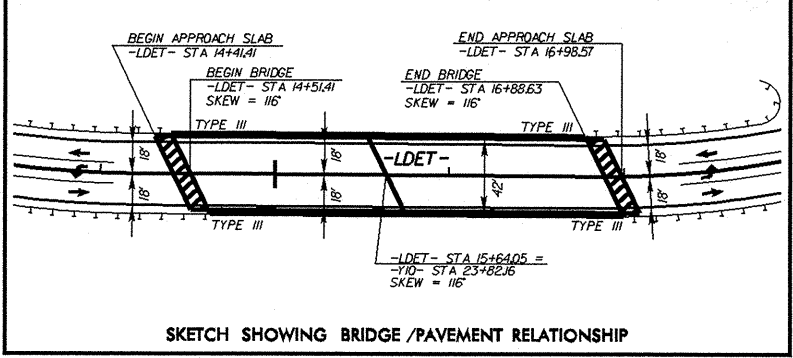 BEGIN APPROACH SLAB
-LDET- STA 14+41.41
END APPROACH SLAB
-LDET- STA 16+98.57
BEGIN BRIDGE
-LDET- STA 14+51.41
SKEW = 116°
END BRIDGE
-LDET- STA 16+88.63
SKEW = 116°
TYPE III
TYPE III
18'
18'
18'
18'
-LDET-
42'
18'
18'
TYPE III
TYPE III
-LDET- STA 15+64.05 =
-Y10- STA 23+82.16
SKEW = 116°
SKETCH SHOWING BRIDGE /PAVEMENT RELATIONSHIP